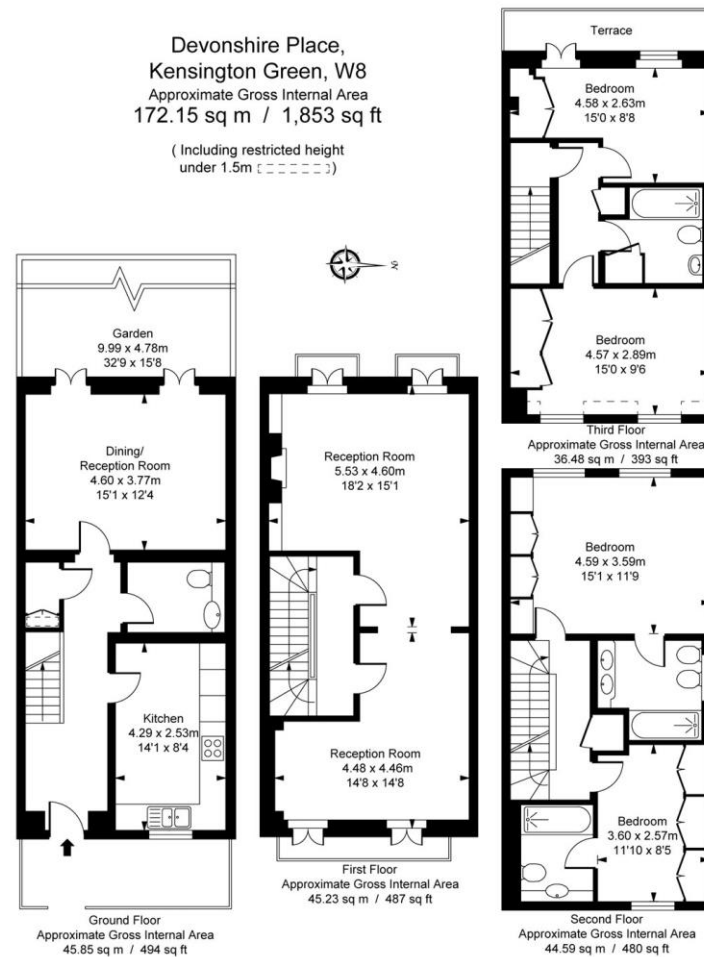 Devonshire Place,
Kensington Green, W8
Approximate Gross Internal Area
172.15 sq m / 1,853 sq ft
( Including restricted height
under 1.5m )
N
Garden
9.99 x 4.78m
32'9 x 15'8
Dining/
Reception Room
4.60 x 3.77m
15'1 x 12'4
Kitchen
4.29 x 2.53m
14'1 x 8'4
Ground Floor
Approximate Gross Internal Area
45.85 sq m / 494 sq ft
Reception Room
5.53 x 4.60m
18'2 x 15'1
Reception Room
4.48 x 4.46m
14'8 x 14'8
First Floor
Approximate Gross Internal Area
45.23 sq m / 487 sq ft
Terrace
Bedroom
4.58 x 2.63m
15'0 x 8'8
Bedroom
4.57 x 2.89m
15'0 x 9'6
Third Floor
Approximate Gross Internal Area
36.48 sq m / 393 sq ft
Bedroom
4.59 x 3.59m
15'1 x 11'9
Bedroom
3.60 x 2.57m
11'10 x 8'5
Second Floor
Approximate Gross Internal Area
44.59 sq m / 480 sq ft